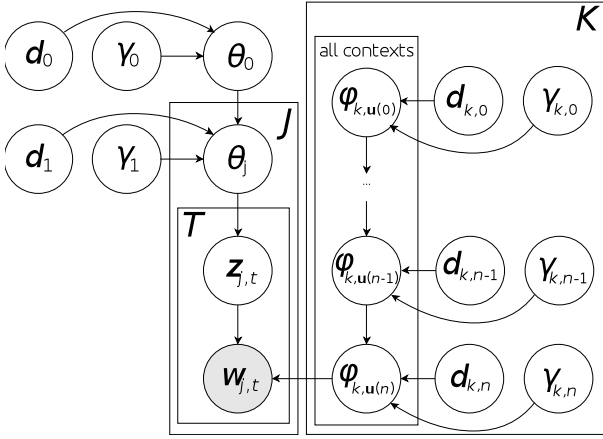 K
d₀ γ₀ θ₀
all contexts
φₖ,𝐮(0) dₖ,0 γₖ,0
J
d₁ γ₁ θⱼ
...
T
zⱼ,ₜ φₖ,𝐮(n-1) dₖ,n-1 γₖ,n-1
wⱼ,ₜ φₖ,𝐮(n) dₖ,n γₖ,n